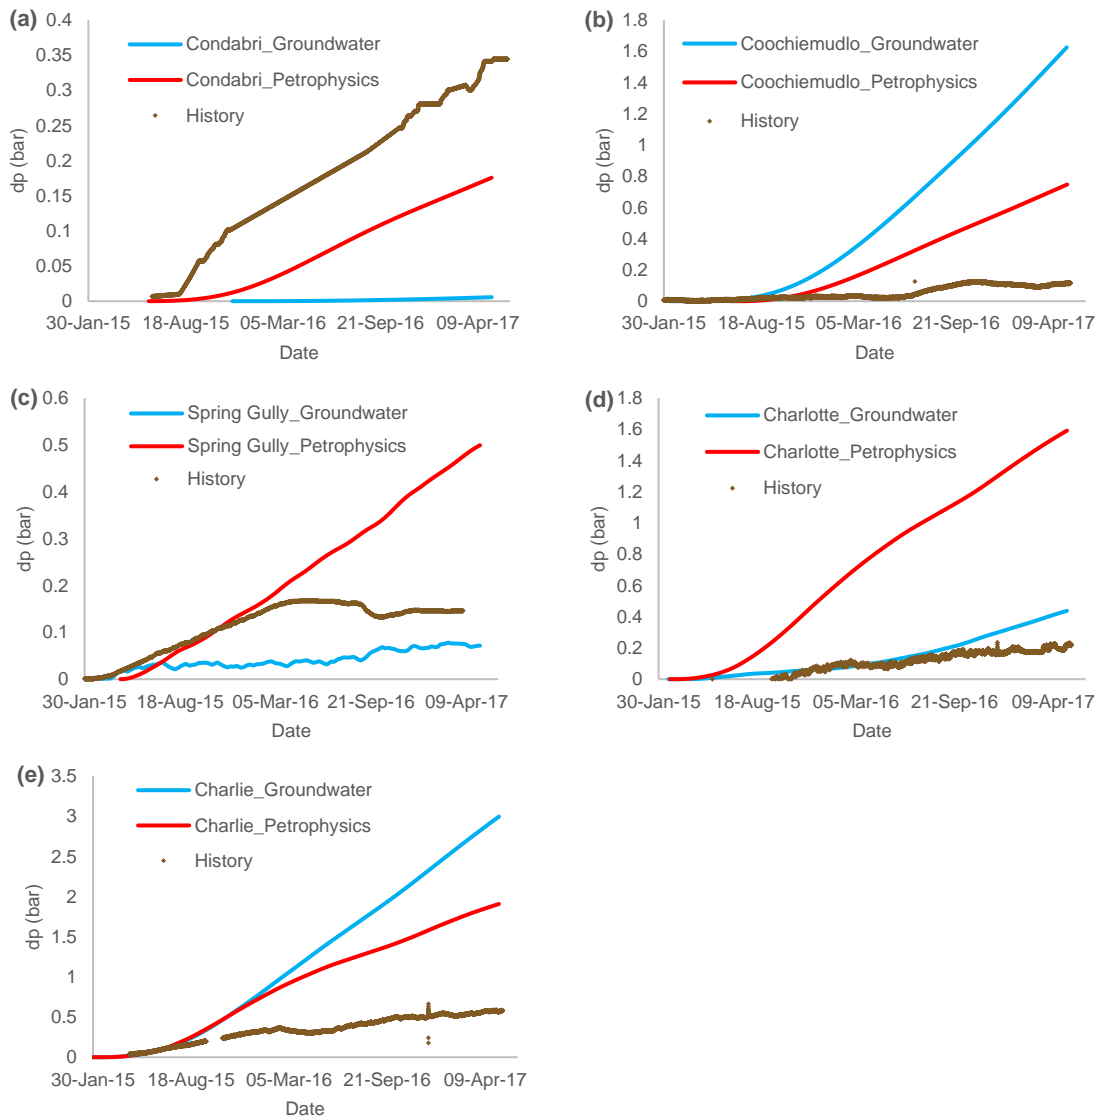 (a)
0.4
0.35
0.3
0.25
0.2
0.15
0.1
0.05
0
dp (bar)
Condabri_Groundwater
Condabri_Petrophysics
History
30-Jan-15 18-Aug-15 05-Mar-16 21-Sep-16 09-Apr-17
Date
(b)
1.8
1.6
1.4
1.2
1
0.8
0.6
0.4
0.2
0
dp (bar)
Coochiemudlo_Groundwater
Coochiemudlo_Petrophysics
History
30-Jan-15 18-Aug-15 05-Mar-16 21-Sep-16 09-Apr-17
Date
(c)
0.6
0.5
0.4
0.3
0.2
0.1
0
dp (bar)
Spring Gully_Groundwater
Spring Gully_Petrophysics
History
30-Jan-15 18-Aug-15 05-Mar-16 21-Sep-16 09-Apr-17
Date
(d)
1.8
1.6
1.4
1.2
1
0.8
0.6
0.4
0.2
0
dp (bar)
Charlotte_Groundwater
Charlotte_Petrophysics
History
30-Jan-15 18-Aug-15 05-Mar-16 21-Sep-16 09-Apr-17
Date
(e)
3.5
3
2.5
2
1.5
1
0.5
0
dp (bar)
Charlie_Groundwater
Charlie_Petrophysics
History
30-Jan-15 18-Aug-15 05-Mar-16 21-Sep-16 09-Apr-17
Date